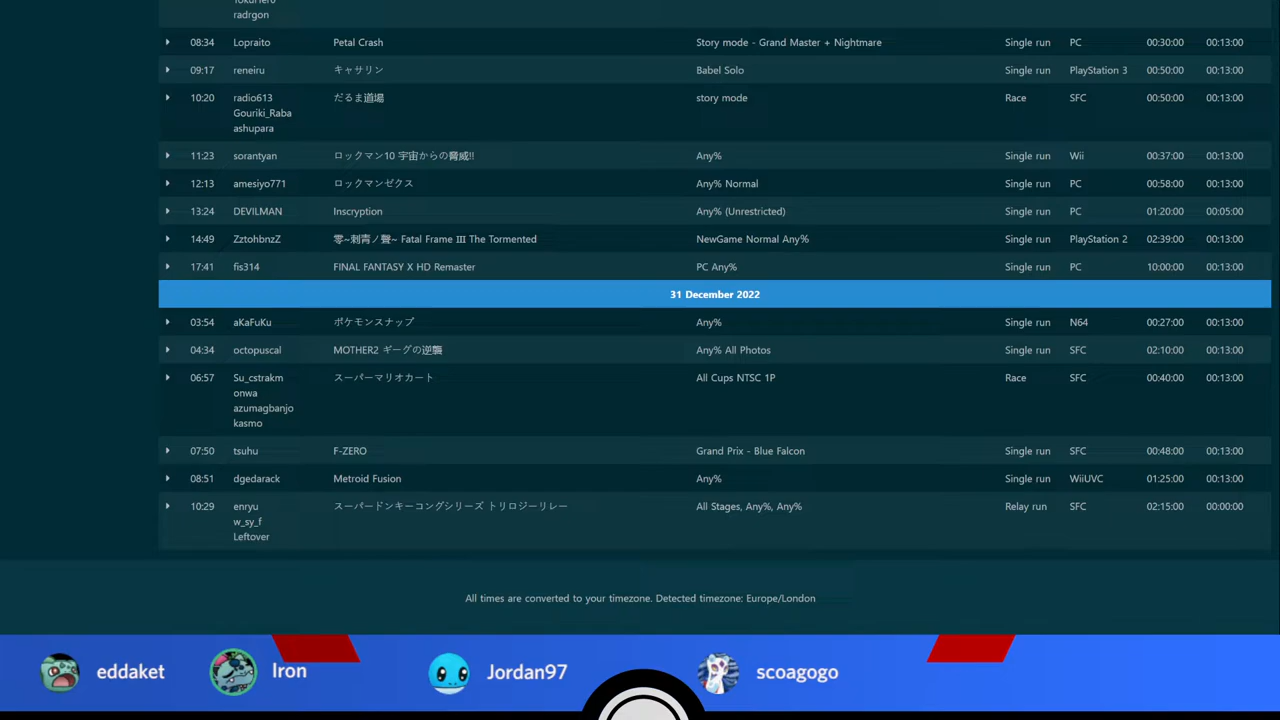 radrgon
08:34 Lopraito Petal Crash Story mode - Grand Master + Nightmare Single run PC 00:30:00 00:13:00
09:17 reneiru キャサリン Babel Solo Single run PlayStation 3 00:50:00 00:13:00
10:20 radio613 だるま道場 story mode Race SFC 00:50:00 00:13:00
Gouriki_Raba
ashupara
11:23 sorantyan ロックマン10 宇宙からの脅威!! Any% Single run Wii 00:37:00 00:13:00
12:13 amesiyo771 ロックマンゼクス Any% Normal Single run PC 00:58:00 00:13:00
13:24 DEVILMAN Inscryption Any% (Unrestricted) Single run PC 01:20:00 00:05:00
14:49 ZztohbnzZ 零~刺青ノ聲~ Fatal Frame Ⅲ The Tormented NewGame Normal Any% Single run PlayStation 2 02:39:00 00:13:00
17:41 fis314 FINAL FANTASY X HD Remaster PC Any% Single run PC 10:00:00 00:13:00
31 December 2022
03:54 aKaFuKu ポケモンスナップ Any% Single run N64 00:27:00 00:13:00
04:34 octopuscal MOTHER2 ギーグの逆襲 Any% All Photos Single run SFC 02:10:00 00:13:00
06:57 Su_cstrakm スーパーマリオカート All Cups NTSC 1P Race SFC 00:40:00 00:13:00
onwa
azumagbanjo
kasmo
07:50 tsuhu F-ZERO Grand Prix - Blue Falcon Single run SFC 00:48:00 00:13:00
08:51 dgedarack Metroid Fusion Any% Single run WiiUVC 01:25:00 00:13:00
10:29 enryu スーパードンキーコングシリーズ トリロジーリレー All Stages, Any%, Any% Relay run SFC 02:15:00 00:00:00
w_sy_f
Leftover
All times are converted to your timezone. Detected timezone: Europe/London
eddaket Iron Jordan97 scoagogo